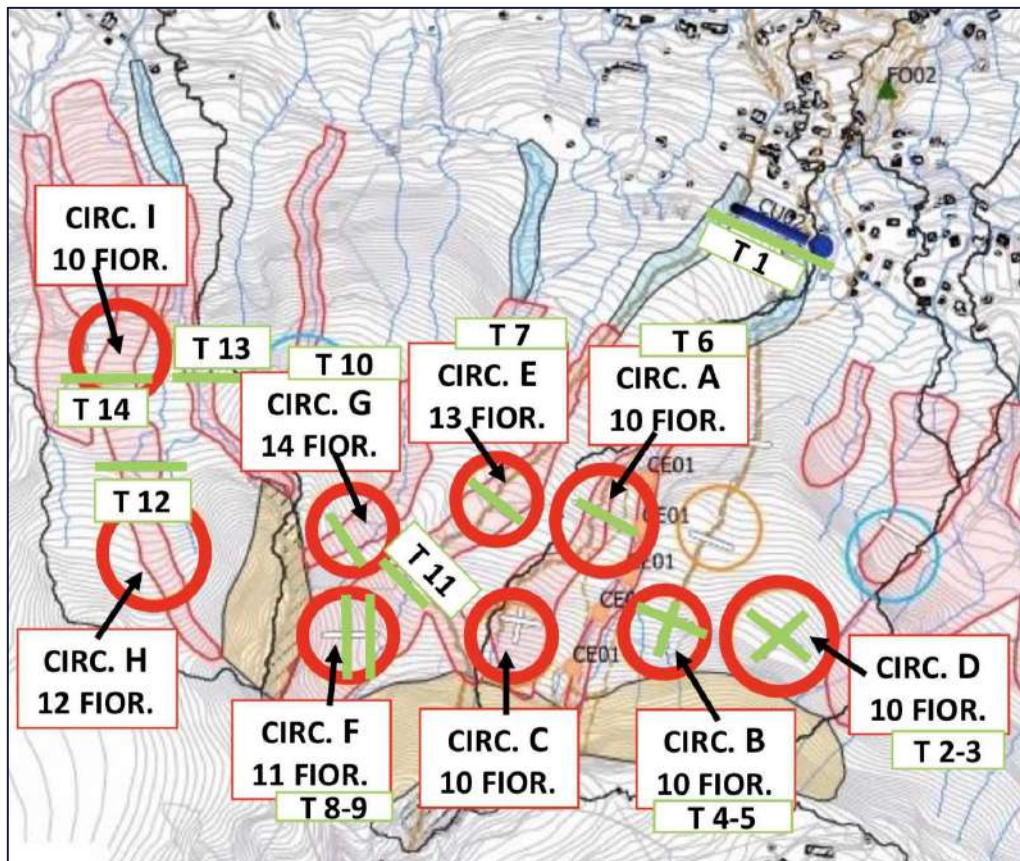 FO02
CU02
T 1
CIRC. I
10 FIOR.
T 13
T 14
T 10
CIRC. G
14 FIOR.
T 7
CIRC. E
13 FIOR.
T 6
CIRC. A
10 FIOR.
CE01
CE01
CE01
T 12
T 11
CE01
CIRC. H
12 FIOR.
CIRC. F
11 FIOR.
T 8-9
CIRC. C
10 FIOR.
CIRC. B
10 FIOR.
T 4-5
CIRC. D
10 FIOR.
T 2-3